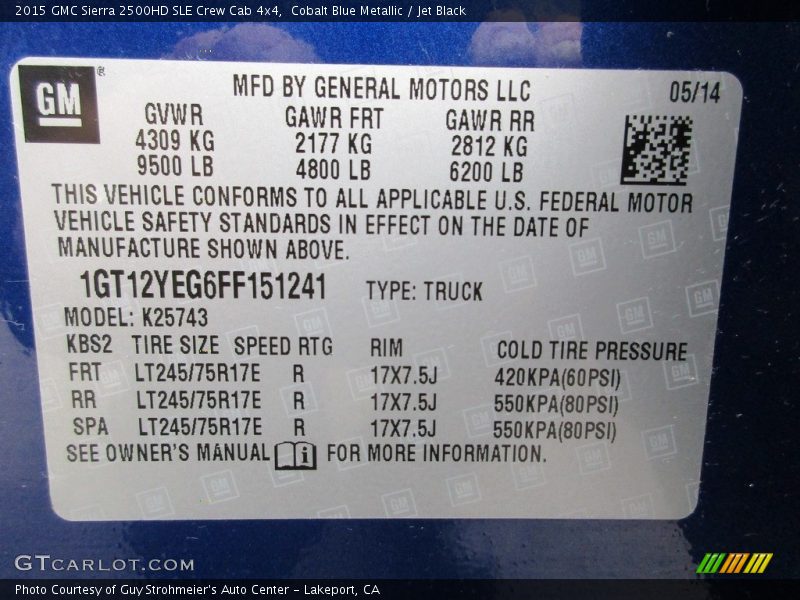 2015 GMC Sierra 2500HD SLE Crew Cab 4x4,  Cobalt Blue Metallic / Jet Black
GM ®
MFD BY GENERAL MOTORS LLC 05/14
GVWR GAWR FRT GAWR RR
4309 KG 2177 KG 2812 KG
9500 LB 4800 LB 6200 LB
THIS VEHICLE CONFORMS TO ALL APPLICABLE U.S. FEDERAL MOTOR
VEHICLE SAFETY STANDARDS IN EFFECT ON THE DATE OF
MANUFACTURE SHOWN ABOVE.
1GT12YEG6FF151241 TYPE: TRUCK
MODEL: K25743
KBS2 TIRE SIZE SPEED RTG RIM COLD TIRE PRESSURE
FRT LT245/75R17E R 17X7.5J 420KPA(60PSI)
RR LT245/75R17E R 17X7.5J 550KPA(80PSI)
SPA LT245/75R17E R 17X7.5J 550KPA(80PSI)
SEE OWNER'S MANUAL i FOR MORE INFORMATION.
GTCARLOT.COM
Photo Courtesy of Guy Strohmeier's Auto Center - Lakeport, CA